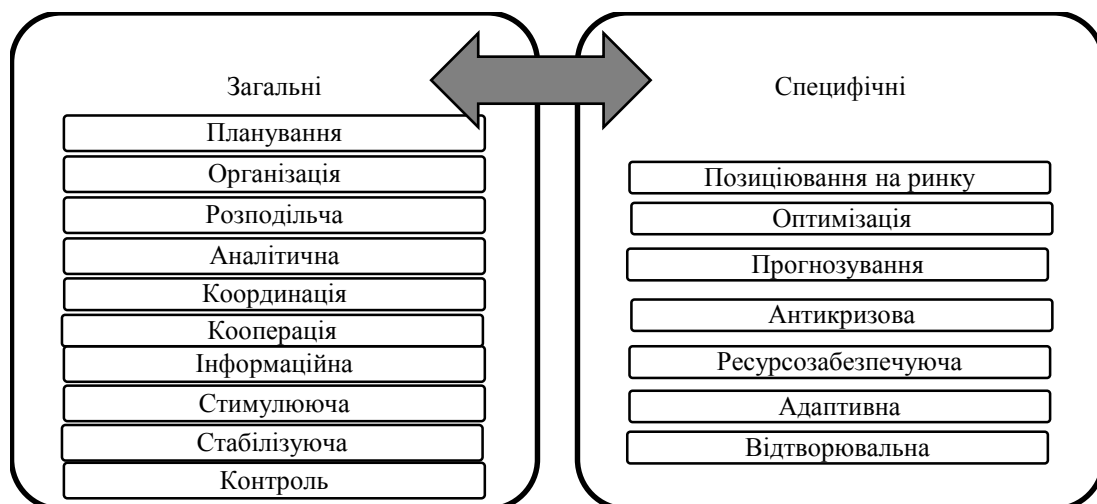 Загальні
Планування
Організація
Розподільча
Аналітична
Координація
Кооперація
Інформаційна
Стимулююча
Стабілізуюча
Контроль
Специфічні
Позиціювання на ринку
Оптимізація
Прогнозування
Антикризова
Ресурсозабезпечуюча
Адаптивна
Відтворювальна